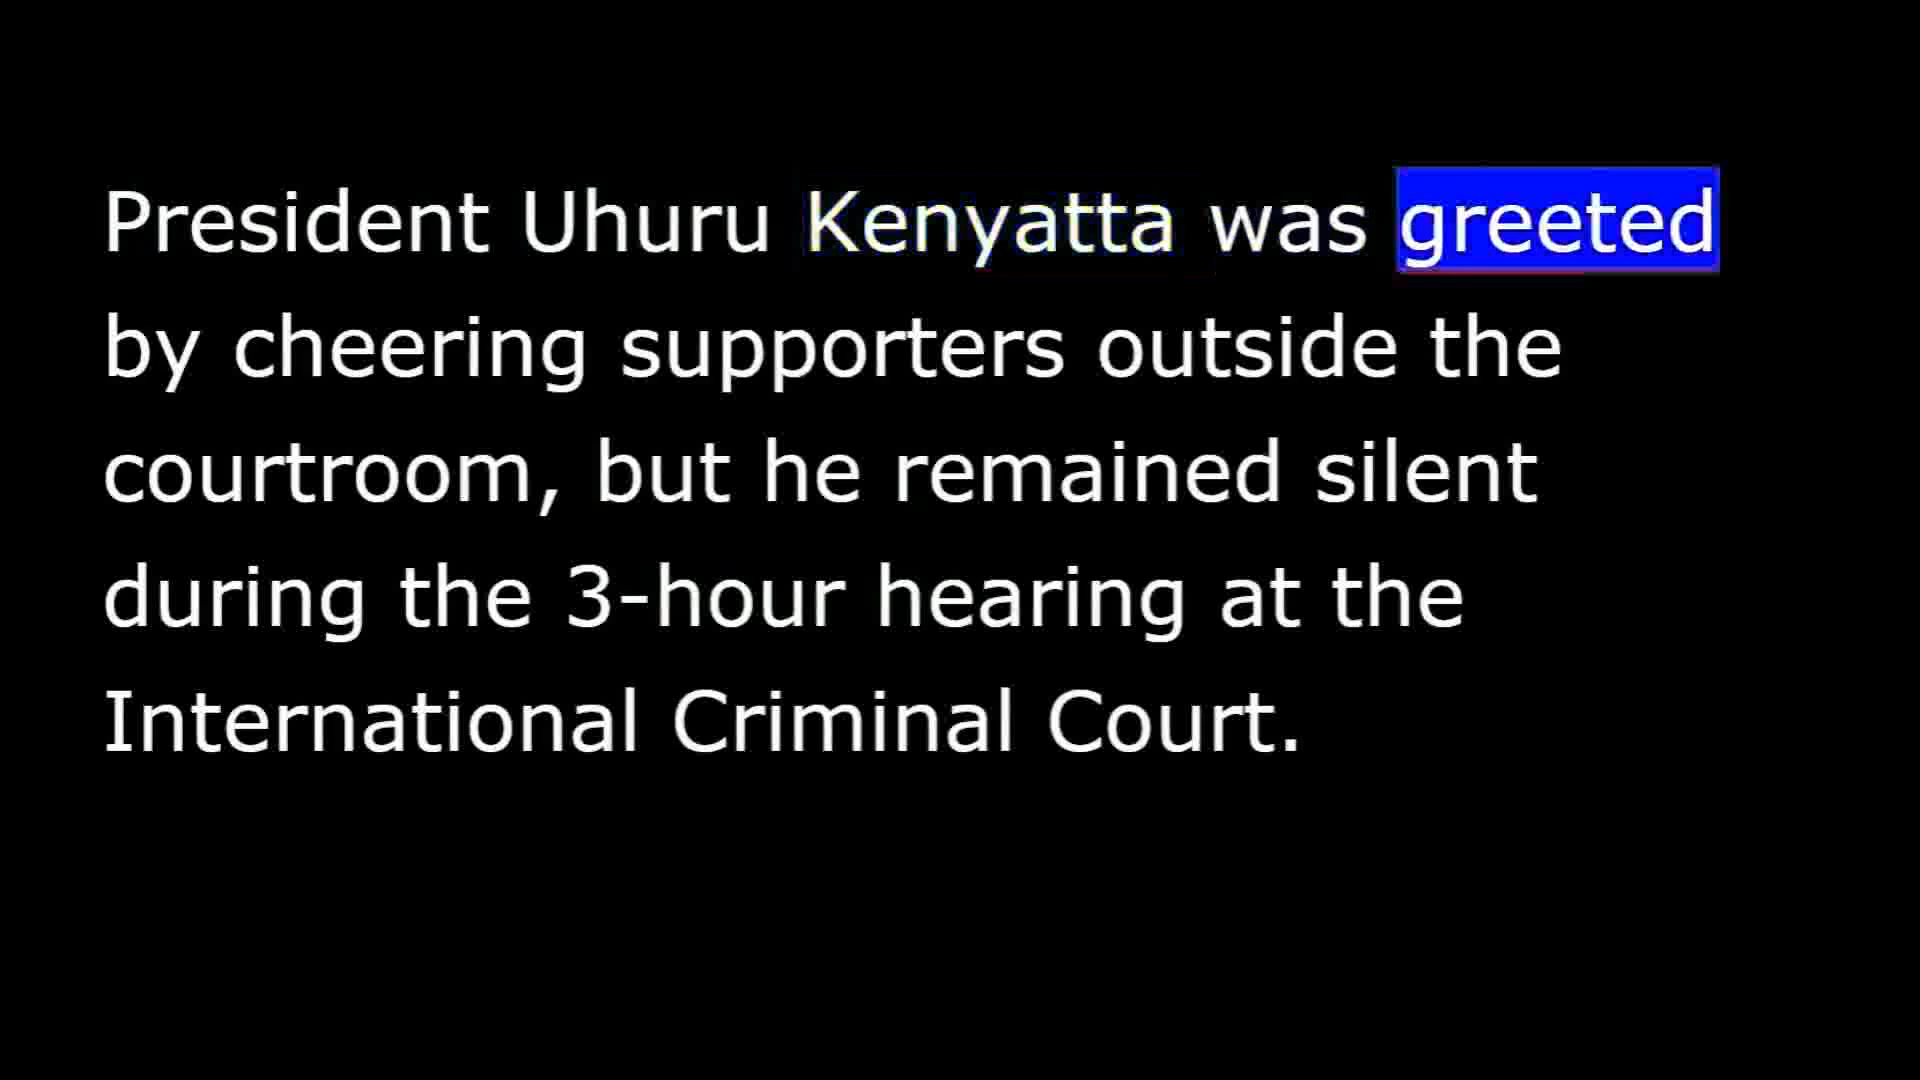 President Uhuru Kenyatta was greeted
by cheering supporters outside the
courtroom, but he remained silent
during the 3-hour hearing at the
International Criminal Court.